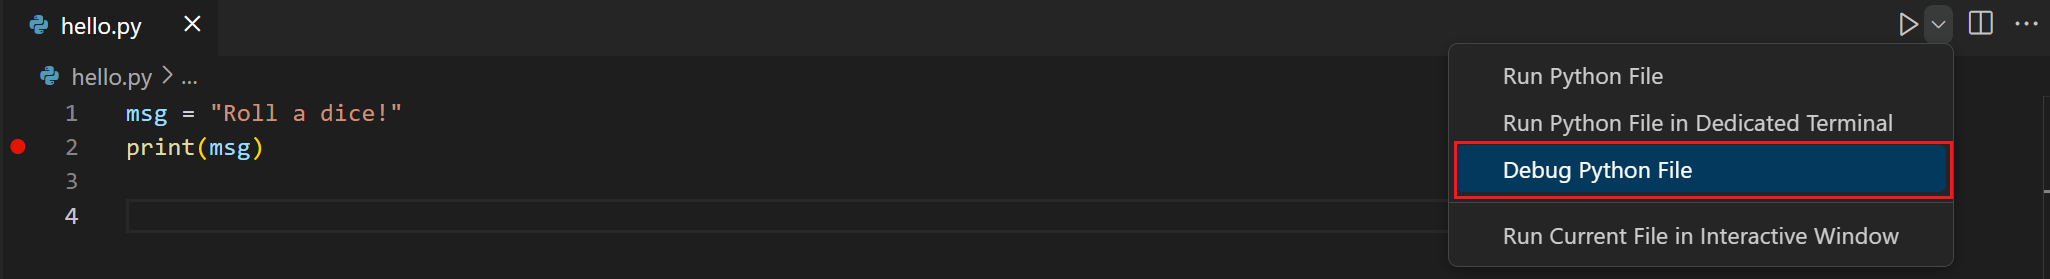 hello.py
hello.py > ...
1 msg = "Roll a dice!"
2 print(msg)
3
4
Run Python File
Run Python File in Dedicated Terminal
Debug Python File
Run Current File in Interactive Window